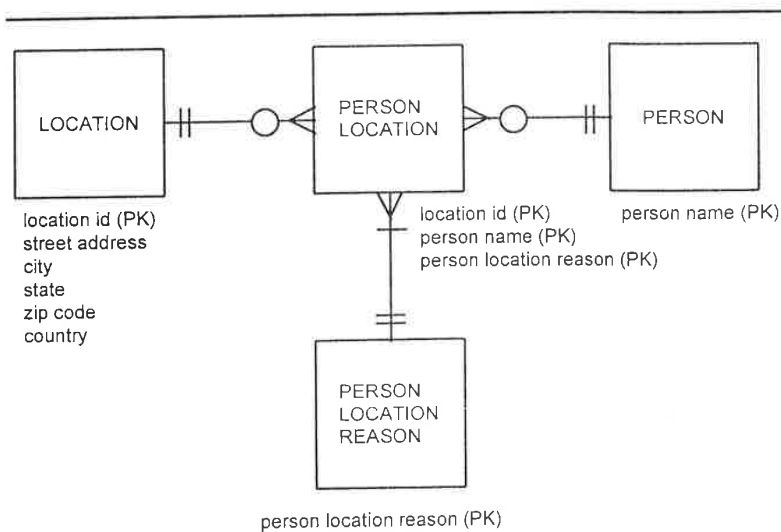 LOCATION
PERSON
LOCATION
PERSON
location id (PK)
street address
city
state
zip code
country
location id (PK)
person name (PK)
person location reason (PK)
person name (PK)
PERSON
LOCATION
REASON
person location reason (PK)